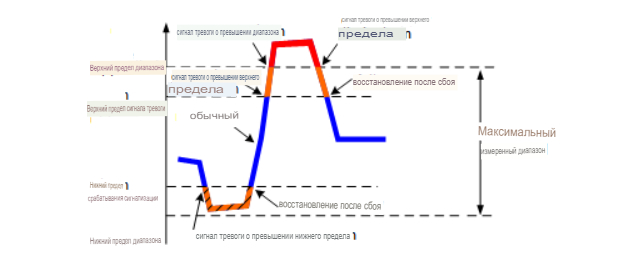 сигнал тревоги о превышении верхнего
предела
сигнал тревоги о превышении диапазона
Верхний предел диапазона
сигнал тревоги о превышении верхнего
предела
восстановление после сбоя
Верхний предел сигнала тревоги
обычный
Максимальный
измеренный диапазон
Нижний предел
срабатывания сигнализации
восстановление после сбоя
сигнал тревоги о превышении нижнего предела
Нижний предел диапазона